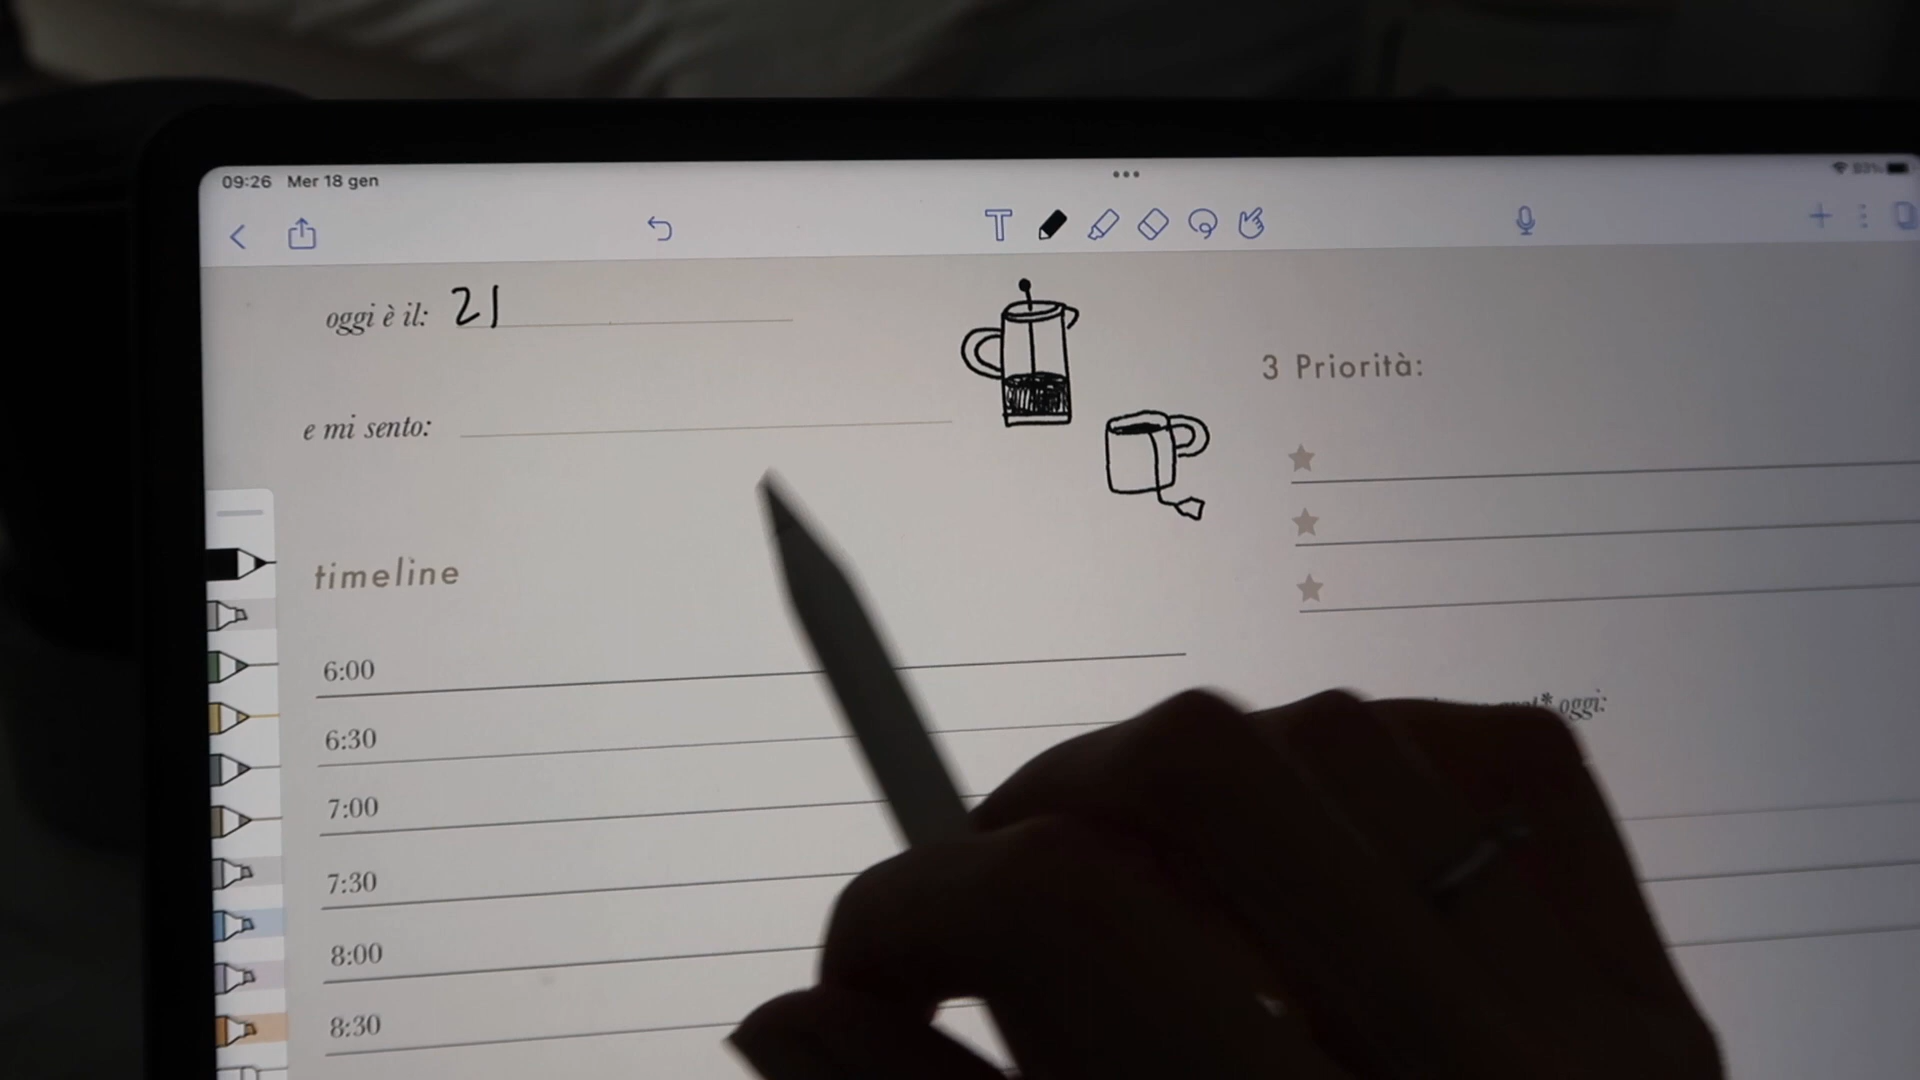 09:26 Mer 18 gen
93%
T
oggi è il: 21
e mi sento:
3 Priorità:
timeline
6:00
6:30
7:00
7:30
8:00
8:30
oggi: